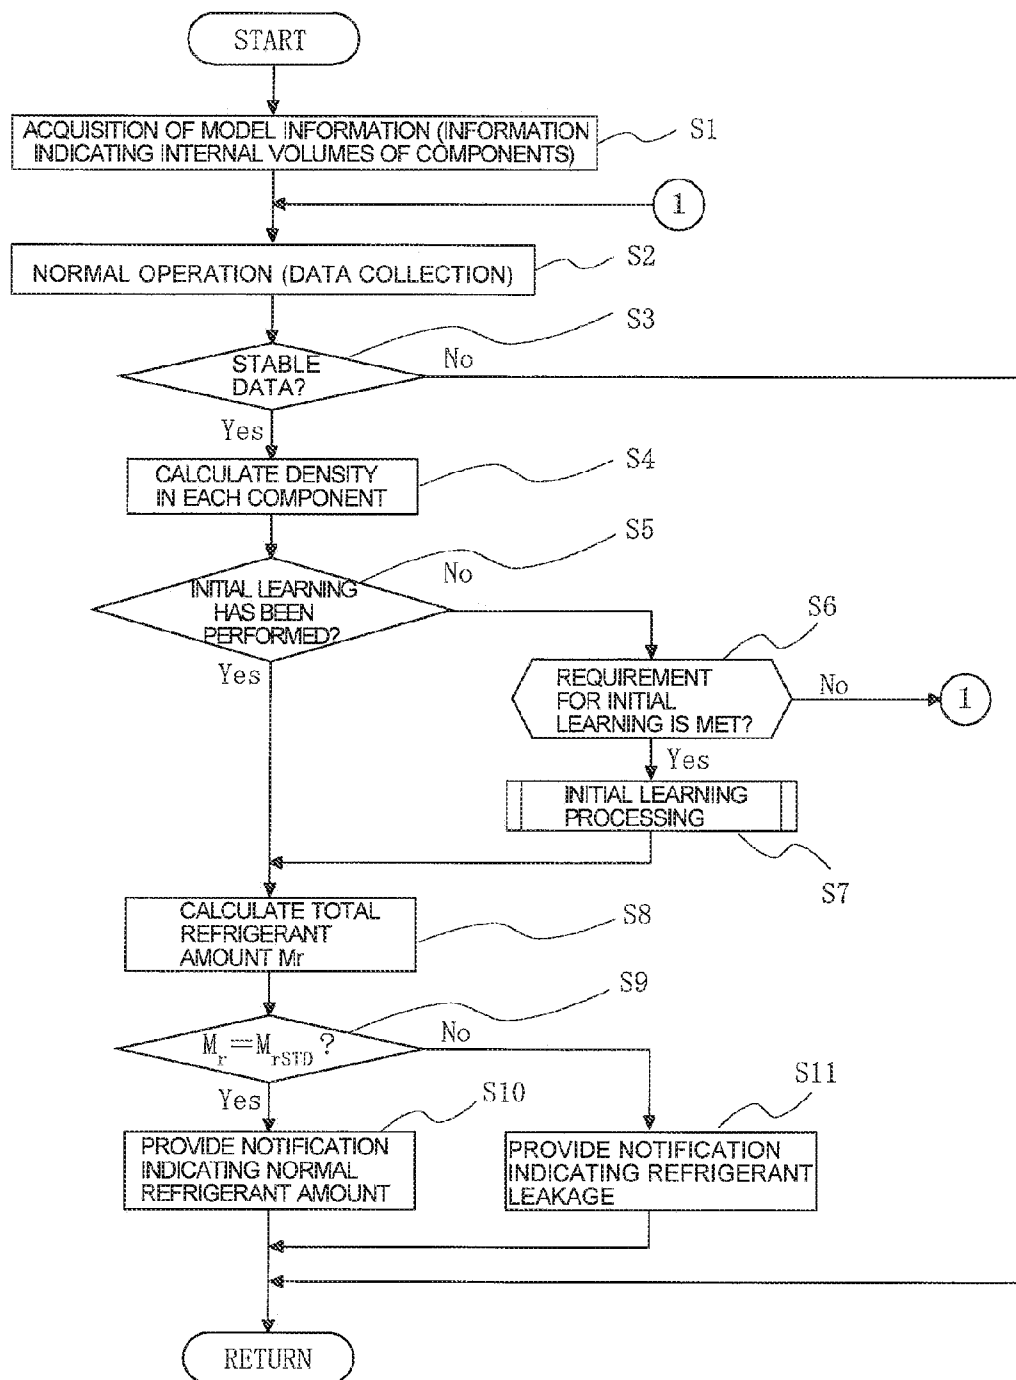 START
ACQUISITION OF MODEL INFORMATION (INFORMATION
INDICATING INTERNAL VOLUMES OF COMPONENTS)
S1
1
NORMAL OPERATION (DATA COLLECTION)
S2
S3
STABLE
DATA?
No
Yes
CALCULATE DENSITY
IN EACH COMPONENT
S4
S5
INITIAL LEARNING
HAS BEEN
PERFORMED?
No
Yes
S6
REQUIREMENT
FOR INITIAL
LEARNING IS MET?
No
1
Yes
INITIAL LEARNING
PROCESSING
S7
CALCULATE TOTAL
REFRIGERANT
AMOUNT Mr
S8
S9
Mr=MrSTD?
No
Yes
S10
S11
PROVIDE NOTIFICATION
INDICATING NORMAL
REFRIGERANT AMOUNT
PROVIDE NOTIFICATION
INDICATING REFRIGERANT
LEAKAGE
RETURN